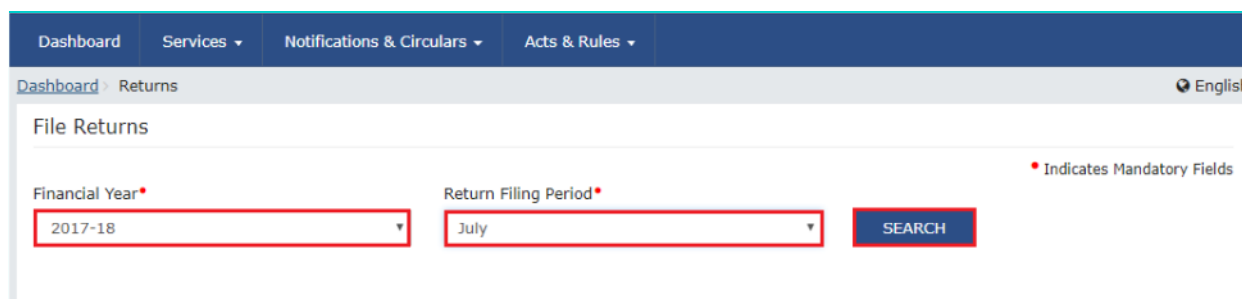 Dashboard Services Notifications & Circulars Acts & Rules
Dashboard > Returns English
File Returns
• Indicates Mandatory Fields
Financial Year• Return Filing Period•
2017-18 July SEARCH